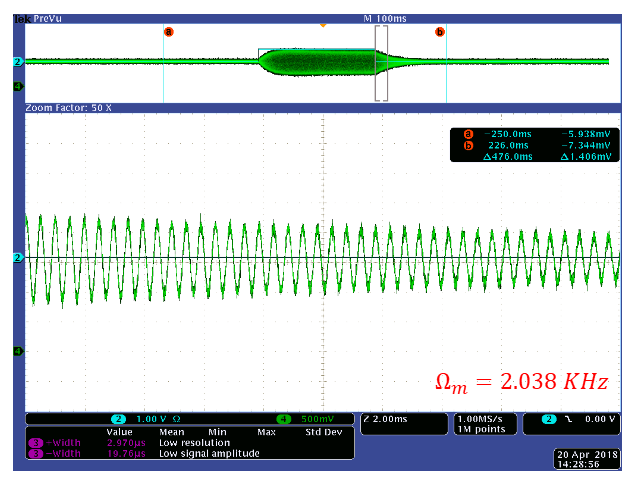 Tek PreVu M 100ms
a b
2
4
Zoom Factor: 50 X
a -250.0ms -5.938mV
b 226.0ms -7.344mV
Δ476.0ms Δ1.406mV
2
4
Ωm = 2.038 KHz
2 1.00 V Ω 4 500mV Z 2.00ms 1.00MS/s 2 0.00 V
1M points
Value Mean Min Max Std Dev
3 +Width 2.970µs Low resolution
3 -Width 19.76µs Low signal amplitude
20 Apr 2018
14:28:56